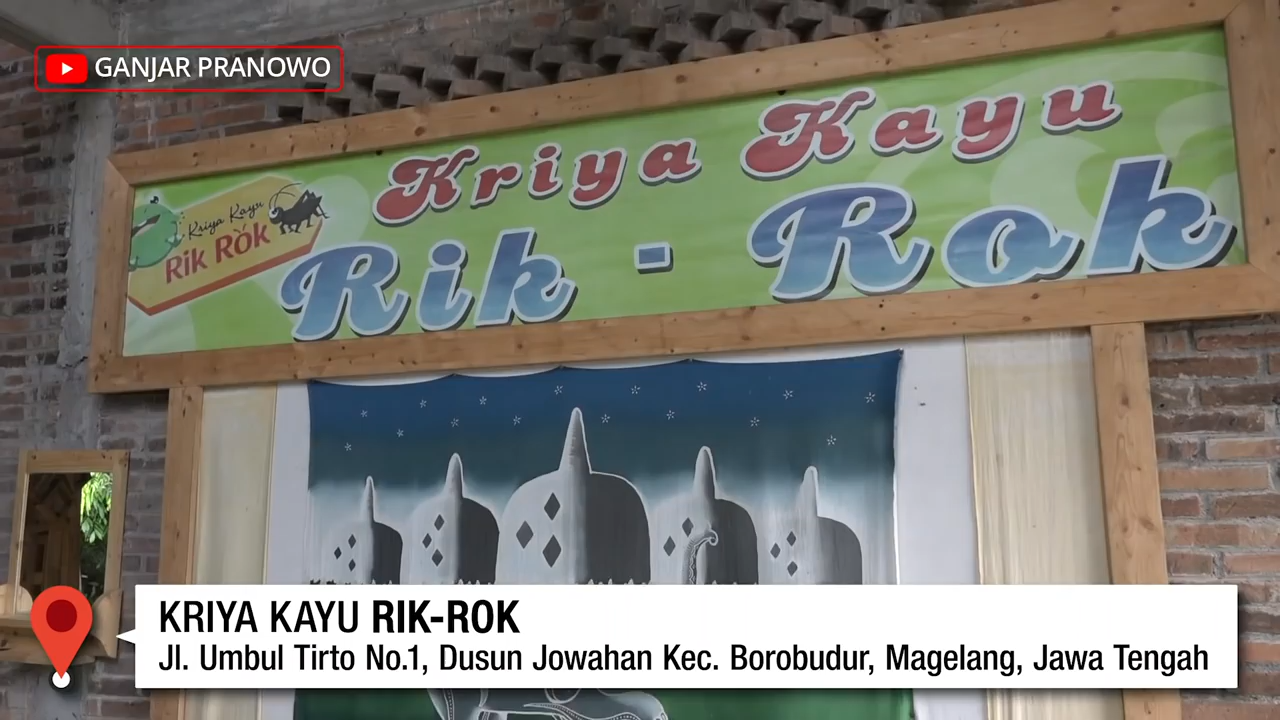 GANJAR PRANOWO
Kriya Kayu
Rik - Rok
Kriya Kayu
Rik Rok
KRIYA KAYU RIK-ROK
Jl. Umbul Tirto No.1, Dusun Jowahan Kec. Borobudur, Magelang, Jawa Tengah